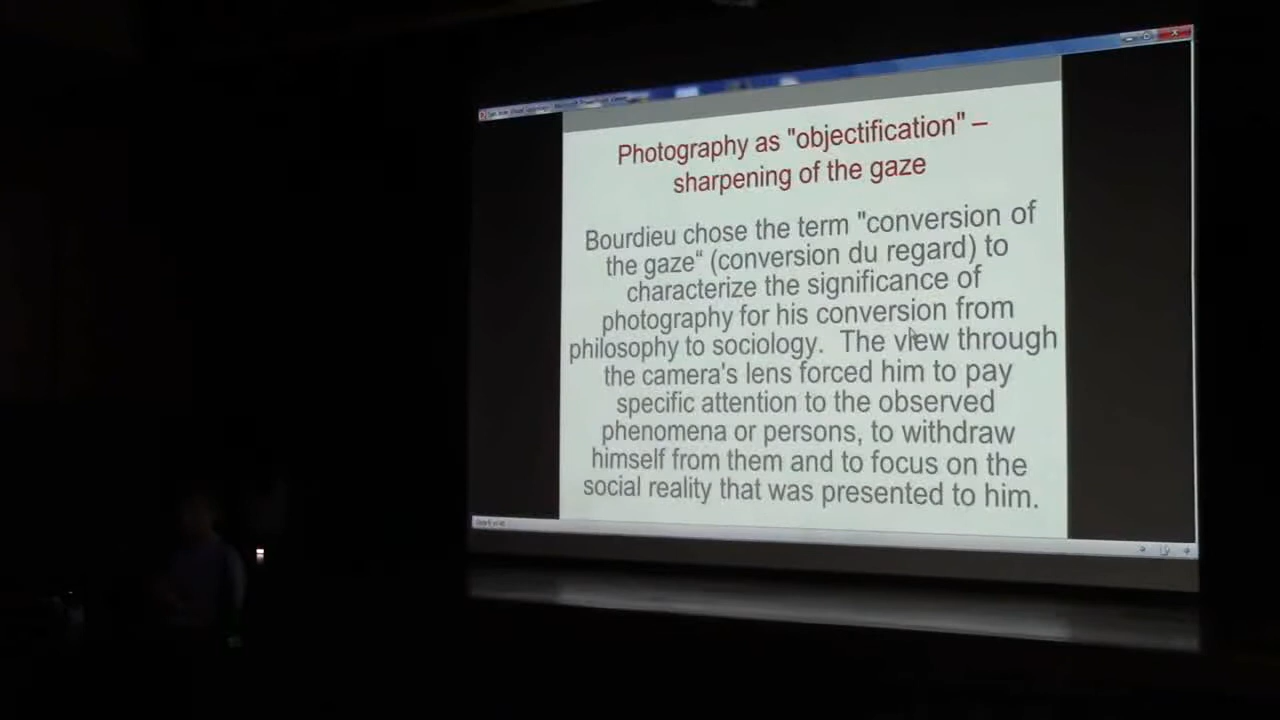 Photography as "objectification" –
sharpening of the gaze
Bourdieu chose the term "conversion of
the gaze“ (conversion du regard) to
characterize the significance of
photography for his conversion from
philosophy to sociology.  The view through
the camera's lens forced him to pay
specific attention to the observed
phenomena or persons, to withdraw
himself from them and to focus on the
social reality that was presented to him.